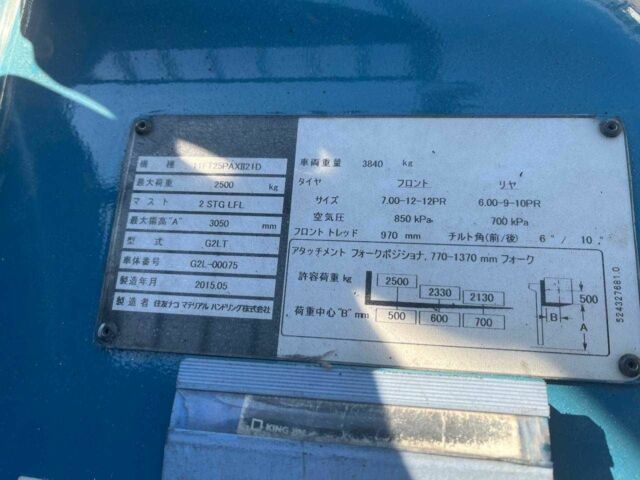 機 種 11FT25PAXⅡ21D
最大荷重 2500 kg
マ ス ト 2 STG LFL
最大揚高"A" 3050 mm
型 式 G2LT
車体番号 G2L-00075
製造年月 2015.05
製造者 住友ナコ マテリアル ハンドリング株式会社
車両重量 3840 kg
タイヤ フロント リヤ
サイズ 7.00-12-12PR 6.00-9-10PR
空気圧 850 kPa 700 kPa
フロント トレッド 970 mm チルト角(前/後) 6°/ 10°
アタッチメント フォークポジショナ, 770-1370 mm フォーク
許容荷重 kg 2500 2330 2130
荷重中心"B" mm 500 600 700
500
B A
524327681.0
KING